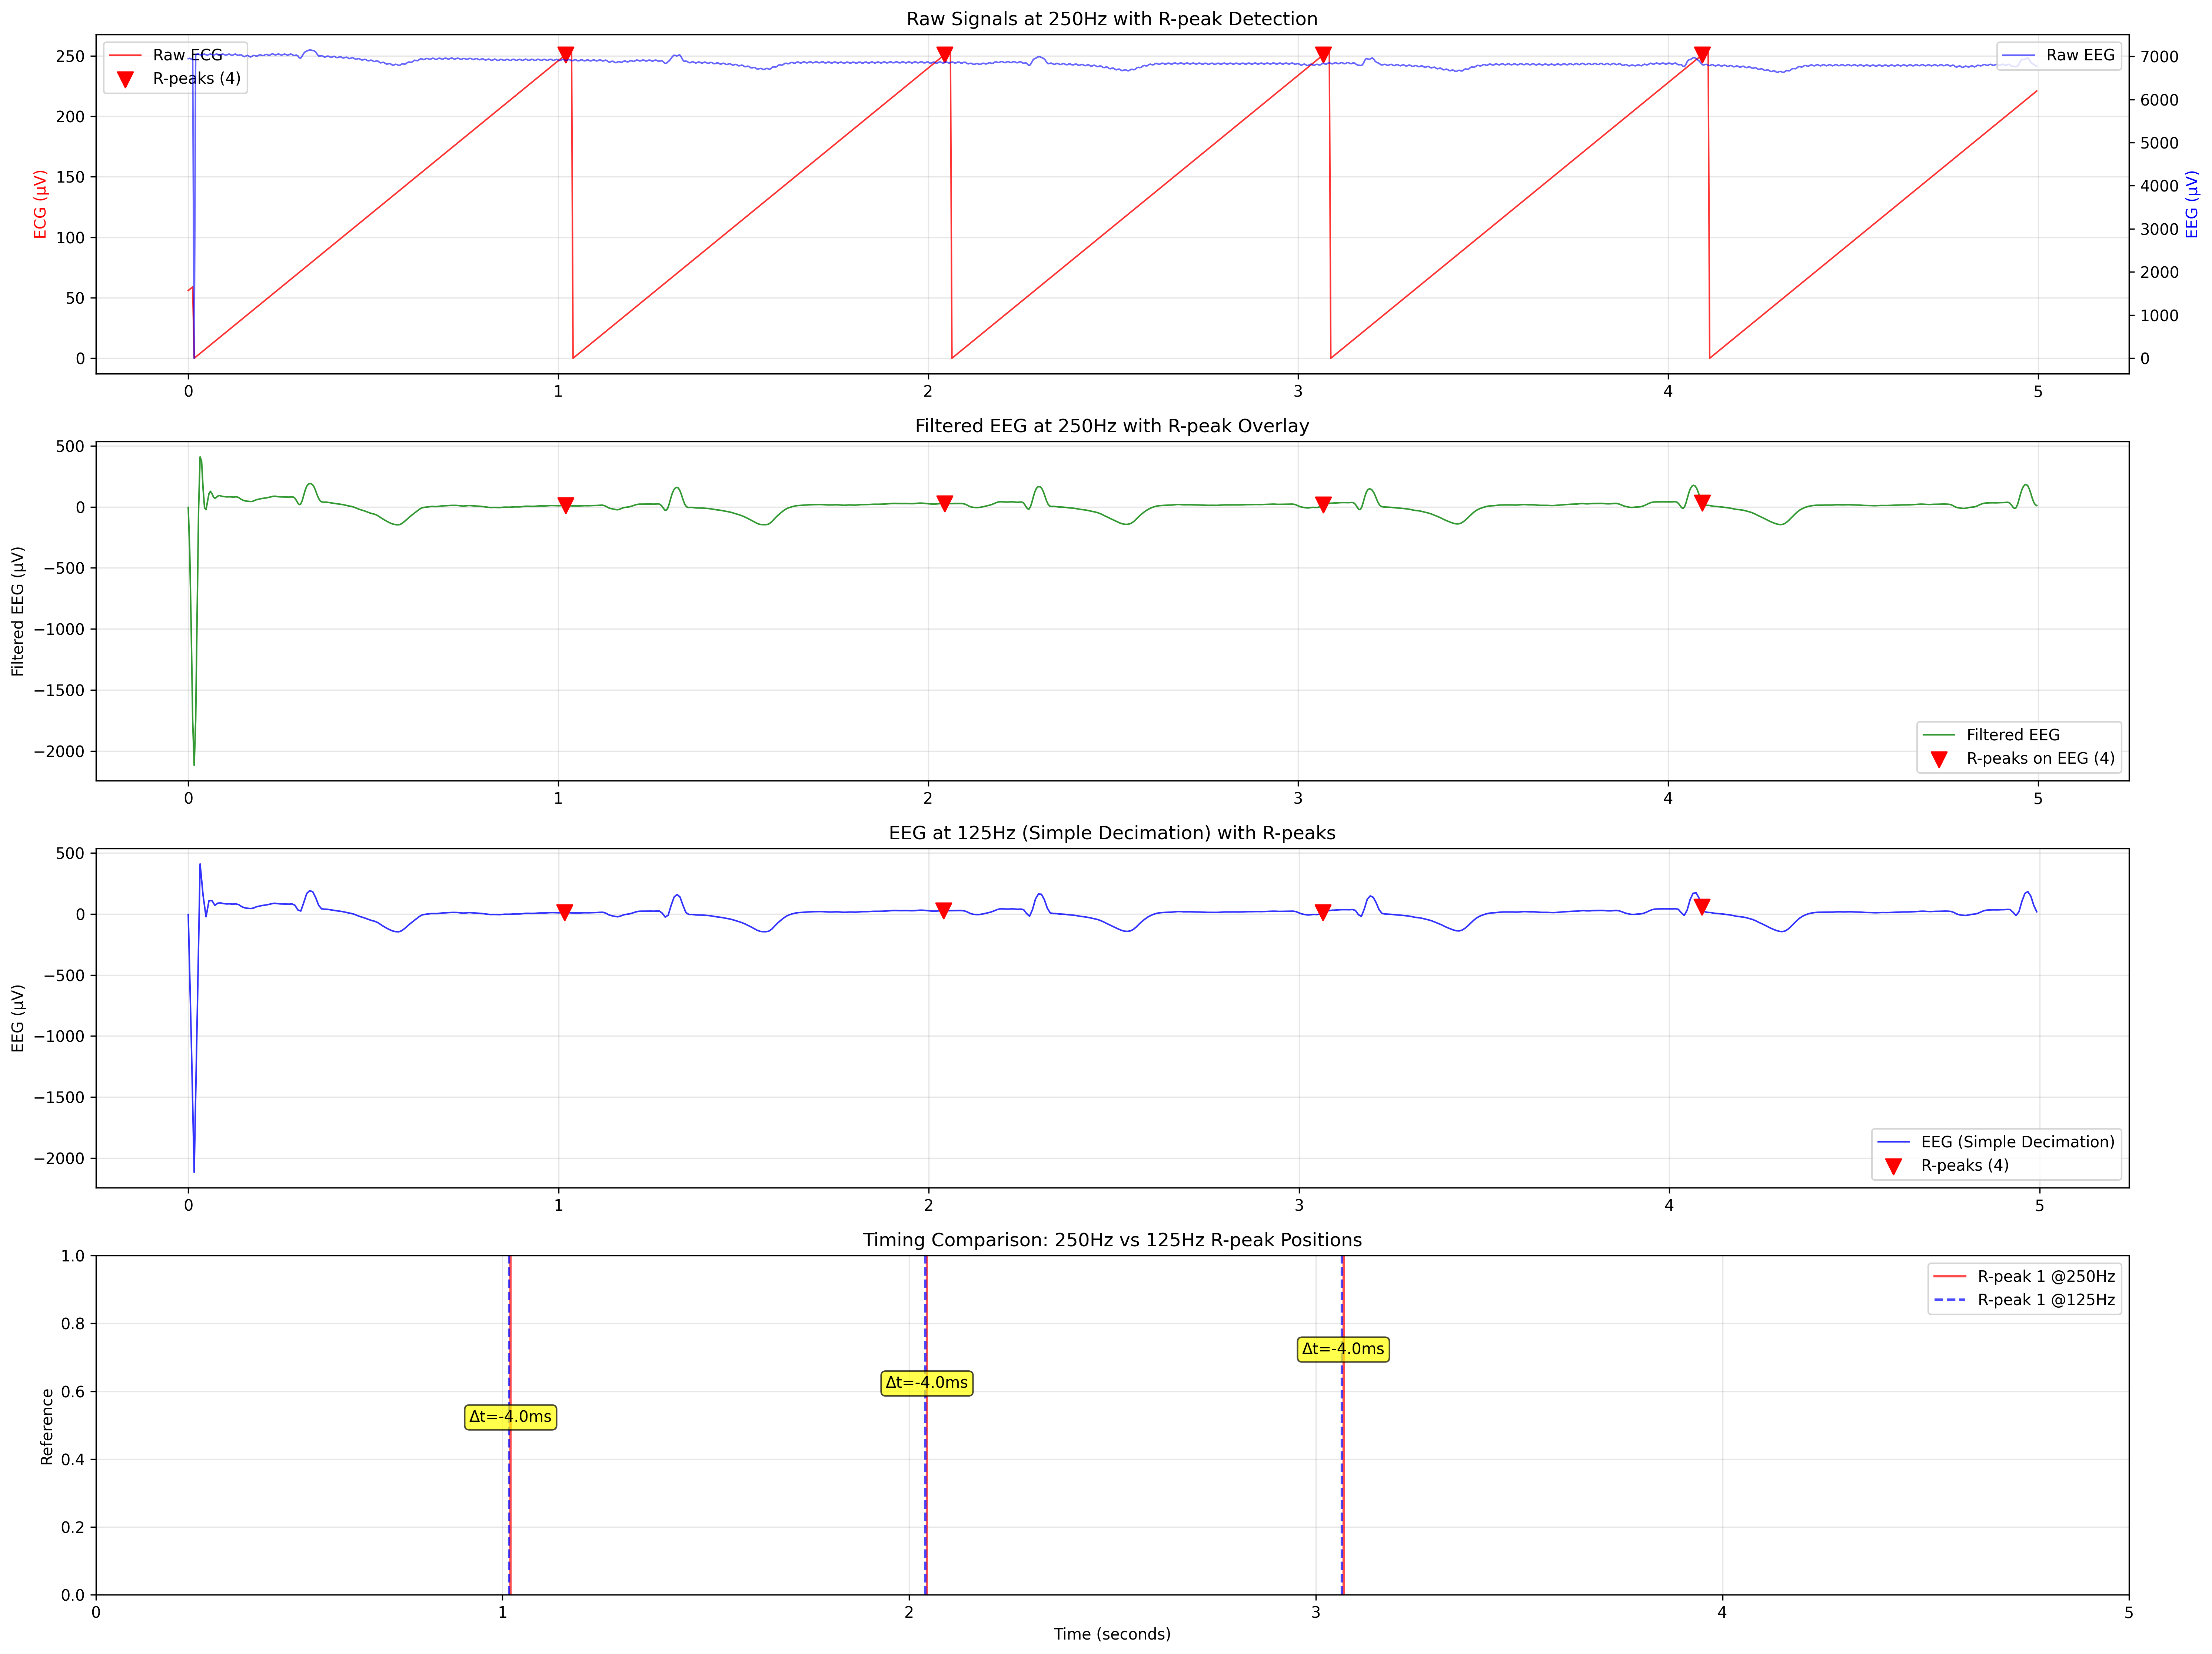 Raw Signals at 250Hz with R-peak Detection
Raw ECG
R-peaks (4)
Raw EEG
250
200
150
100
50
0
ECG (µV)
7000
6000
5000
4000
3000
2000
1000
0
EEG (µV)
0 1 2 3 4 5
Filtered EEG at 250Hz with R-peak Overlay
500
0
−500
−1000
−1500
−2000
Filtered EEG (µV)
Filtered EEG
R-peaks on EEG (4)
0 1 2 3 4 5
EEG at 125Hz (Simple Decimation) with R-peaks
500
0
−500
−1000
−1500
−2000
EEG (µV)
EEG (Simple Decimation)
R-peaks (4)
0 1 2 3 4 5
Timing Comparison: 250Hz vs 125Hz R-peak Positions
R-peak 1 @250Hz
R-peak 1 @125Hz
1.0
0.8
0.6
0.4
0.2
0.0
Reference
Δt=-4.0ms
Δt=-4.0ms
Δt=-4.0ms
0 1 2 3 4 5
Time (seconds)